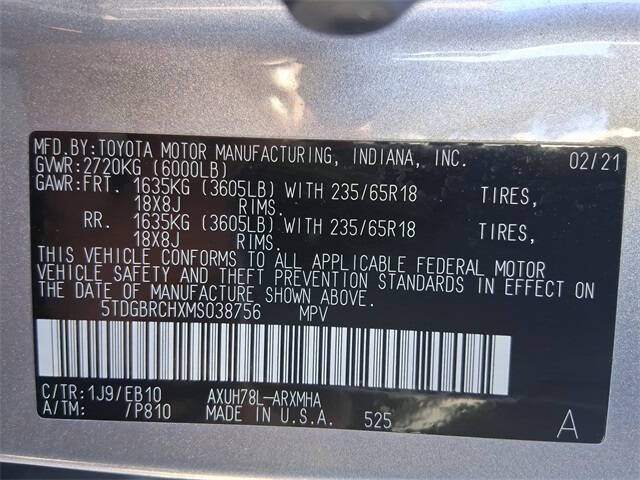 MFD.BY:TOYOTA MOTOR MANUFACTURING, INDIANA, INC. 02/21
GVWR:2720KG (6000LB)
GAWR:FRT. 1635KG (3605LB) WITH 235/65R18 TIRES,
18X8J RIMS.
RR. 1635KG (3605LB) WITH 235/65R18 TIRES,
18X8J RIMS.
THIS VEHICLE CONFORMS TO ALL APPLICABLE FEDERAL MOTOR
VEHICLE SAFETY AND THEFT PREVENTION STANDARDS IN EFFECT ON
THE DATE OF MANUFACTURE SHOWN ABOVE.
5TDGBRCHXMS038756 MPV
C/TR:1J9/EB10 AXUH78L-ARXMHA
A/TM: /P810 MADE IN U.S.A. 525 A